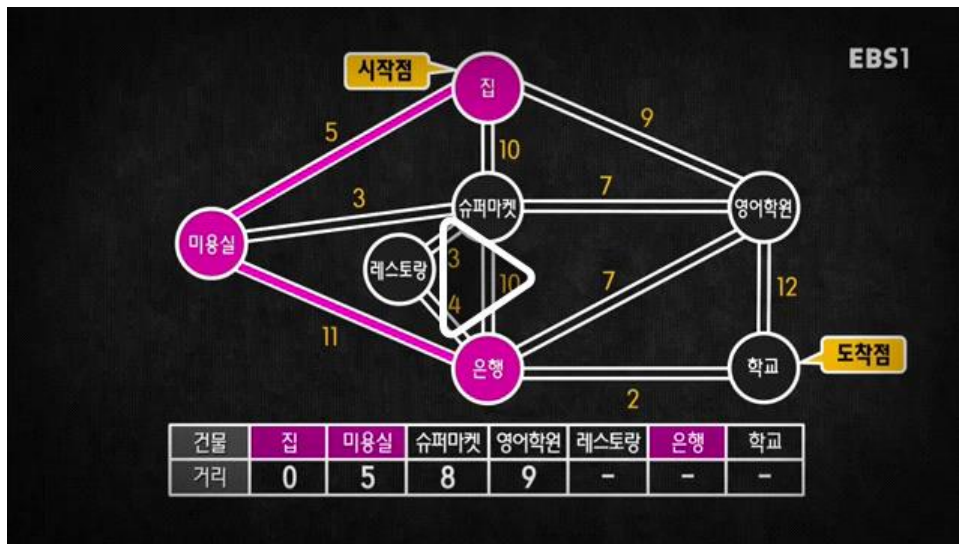 EBS1
시작점
집
5
9
10
3
7
슈퍼마켓
영어학원
미용실
레스토랑
3
10
7
4
12
11
은행
학교
도착점
2
건물 집 미용실 슈퍼마켓 영어학원 레스토랑 은행 학교
거리 0 5 8 9 - - -